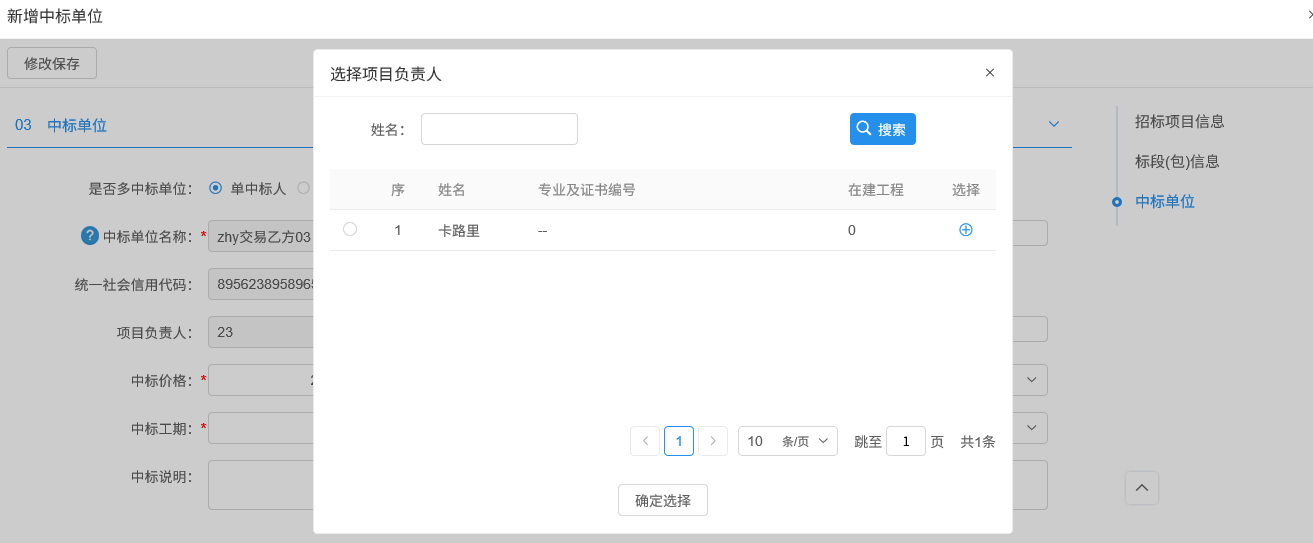 新增中标单位
修改保存
选择项目负责人
03 中标单位
姓名：
搜索
招标项目信息
标段(包)信息
中标单位
是否多中标单位： 单中标人
序 姓名 专业及证书编号 在建工程 选择
1 卡路里 -- 0
? 中标单位名称：* zhy交易乙方03
统一社会信用代码：
项目负责人： 23
中标价格：*
中标工期：*
中标说明：
1 10 条/页 跳至 1 页 共1条
确定选择